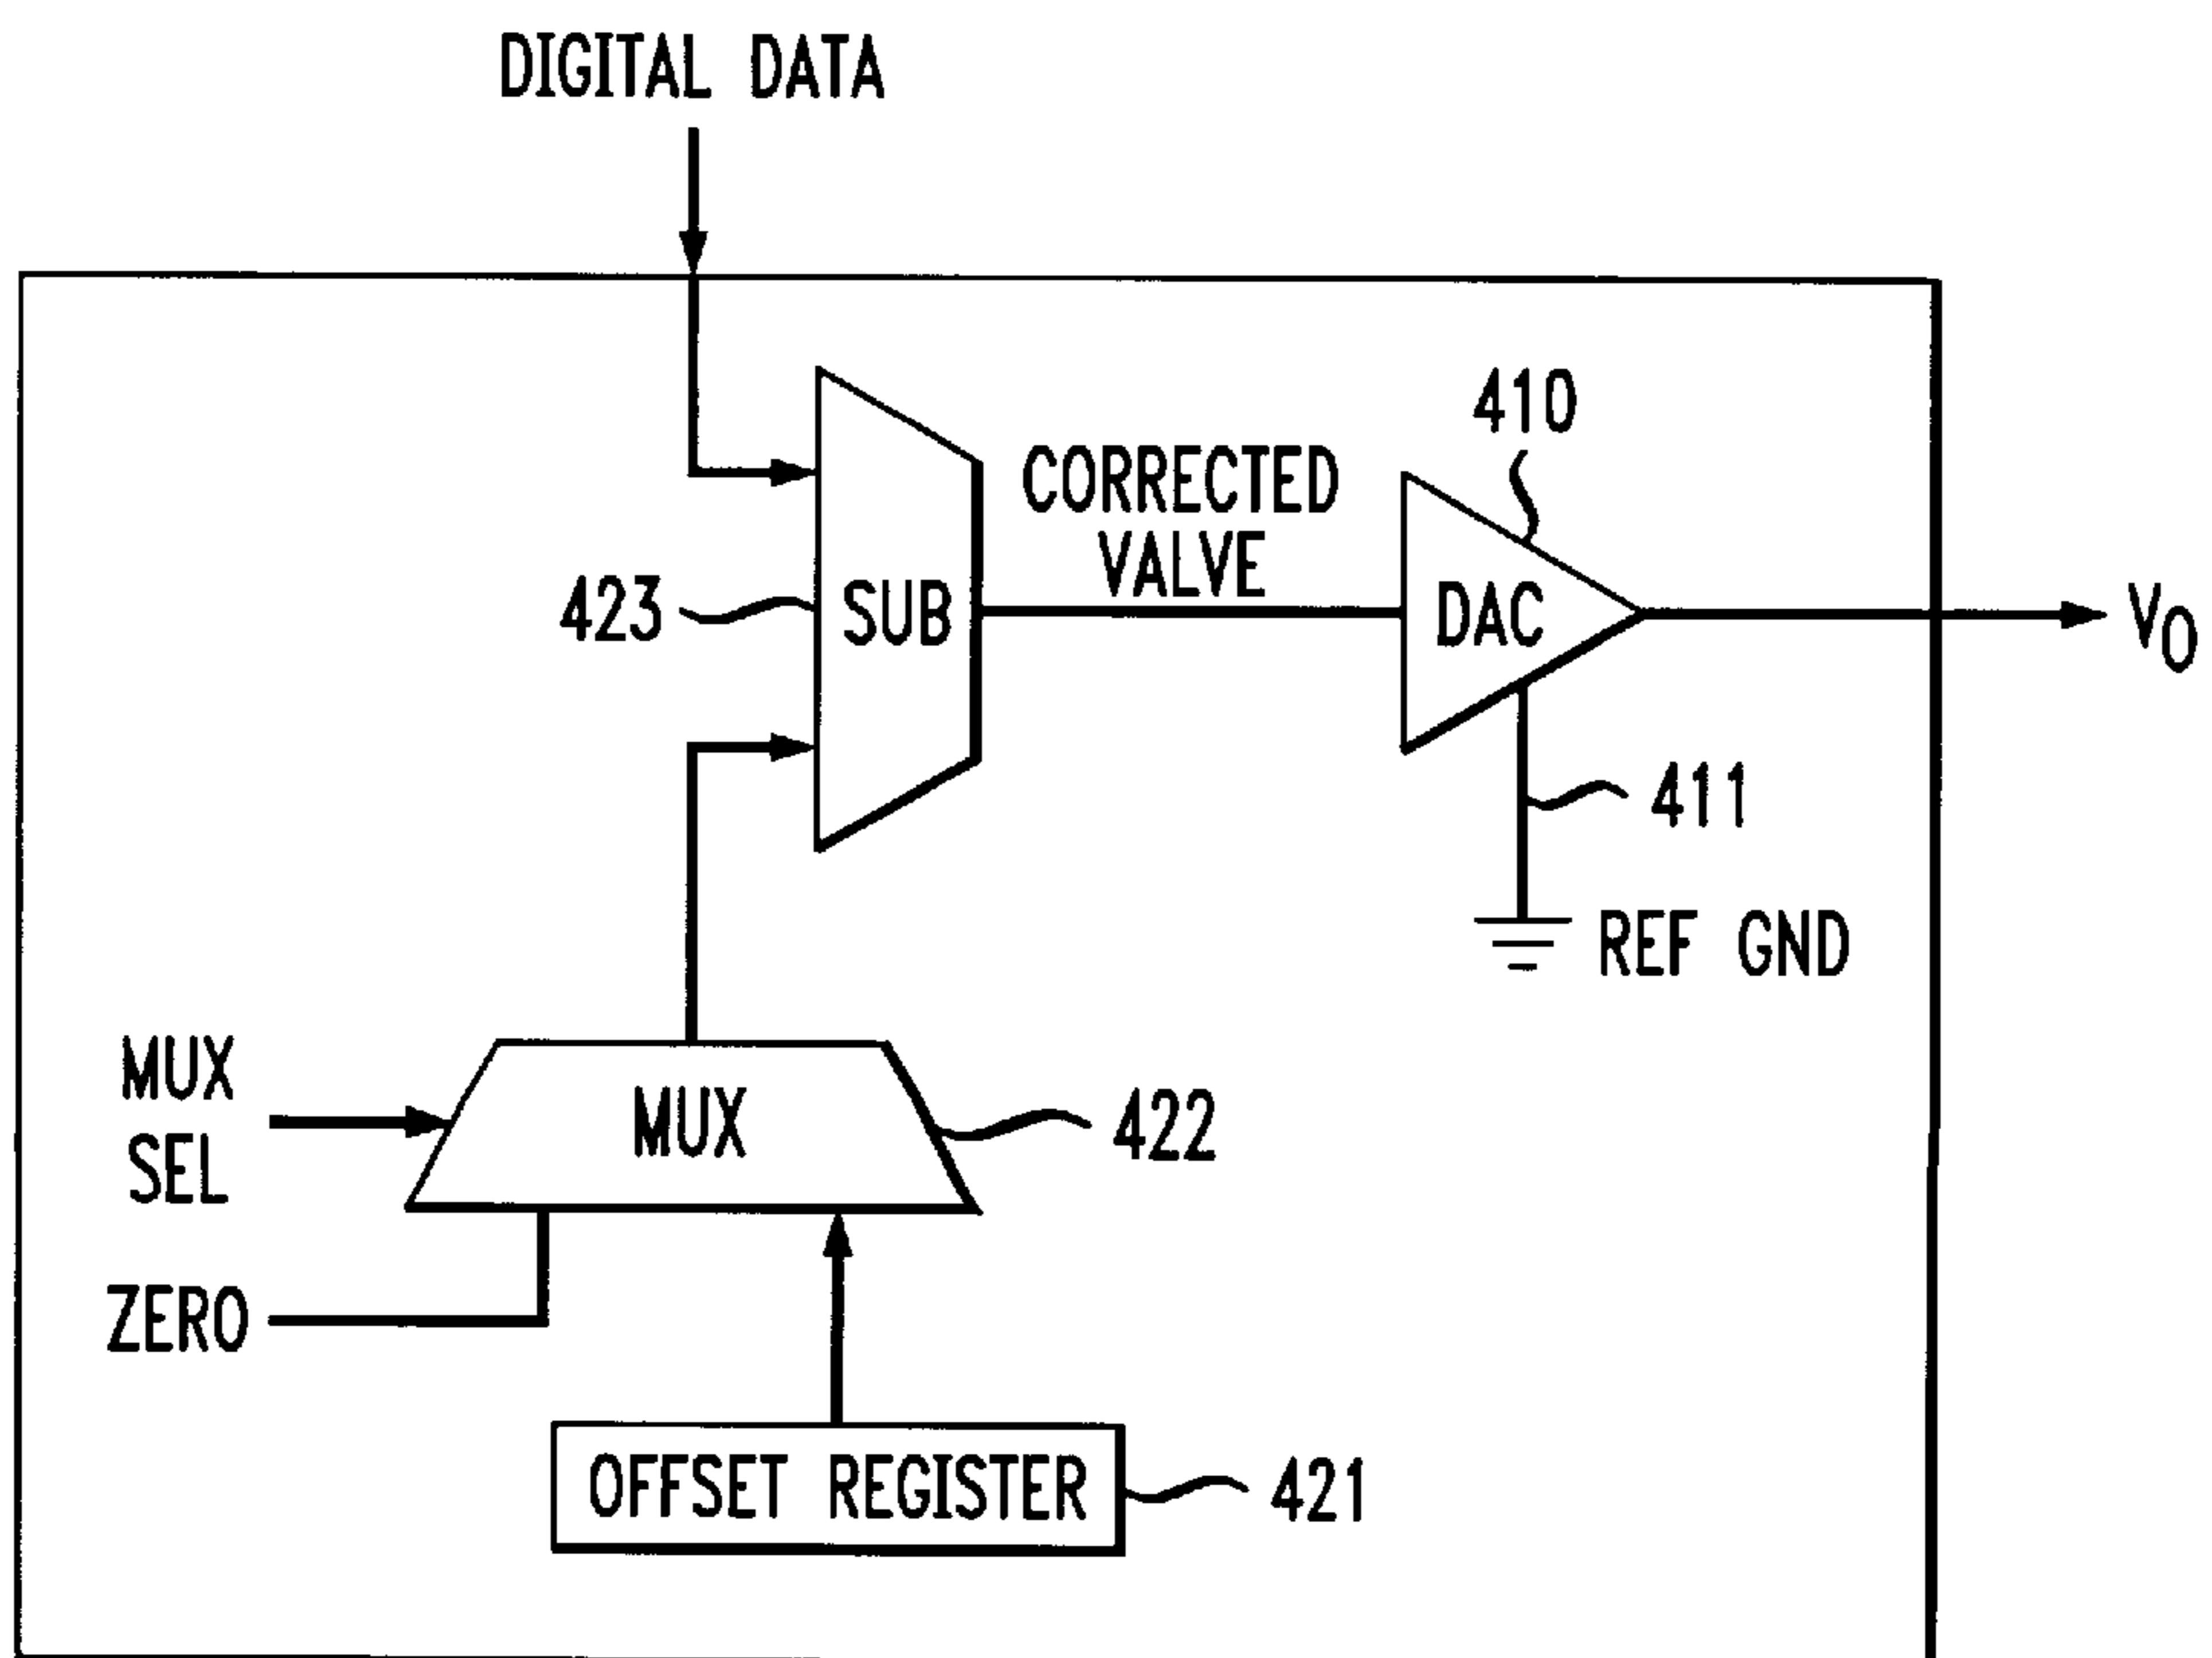 DIGITAL DATA
410
CORRECTED
VALVE
423
SUB
DAC
VO
411
REF GND
MUX
SEL
MUX
422
ZERO
OFFSET REGISTER
421